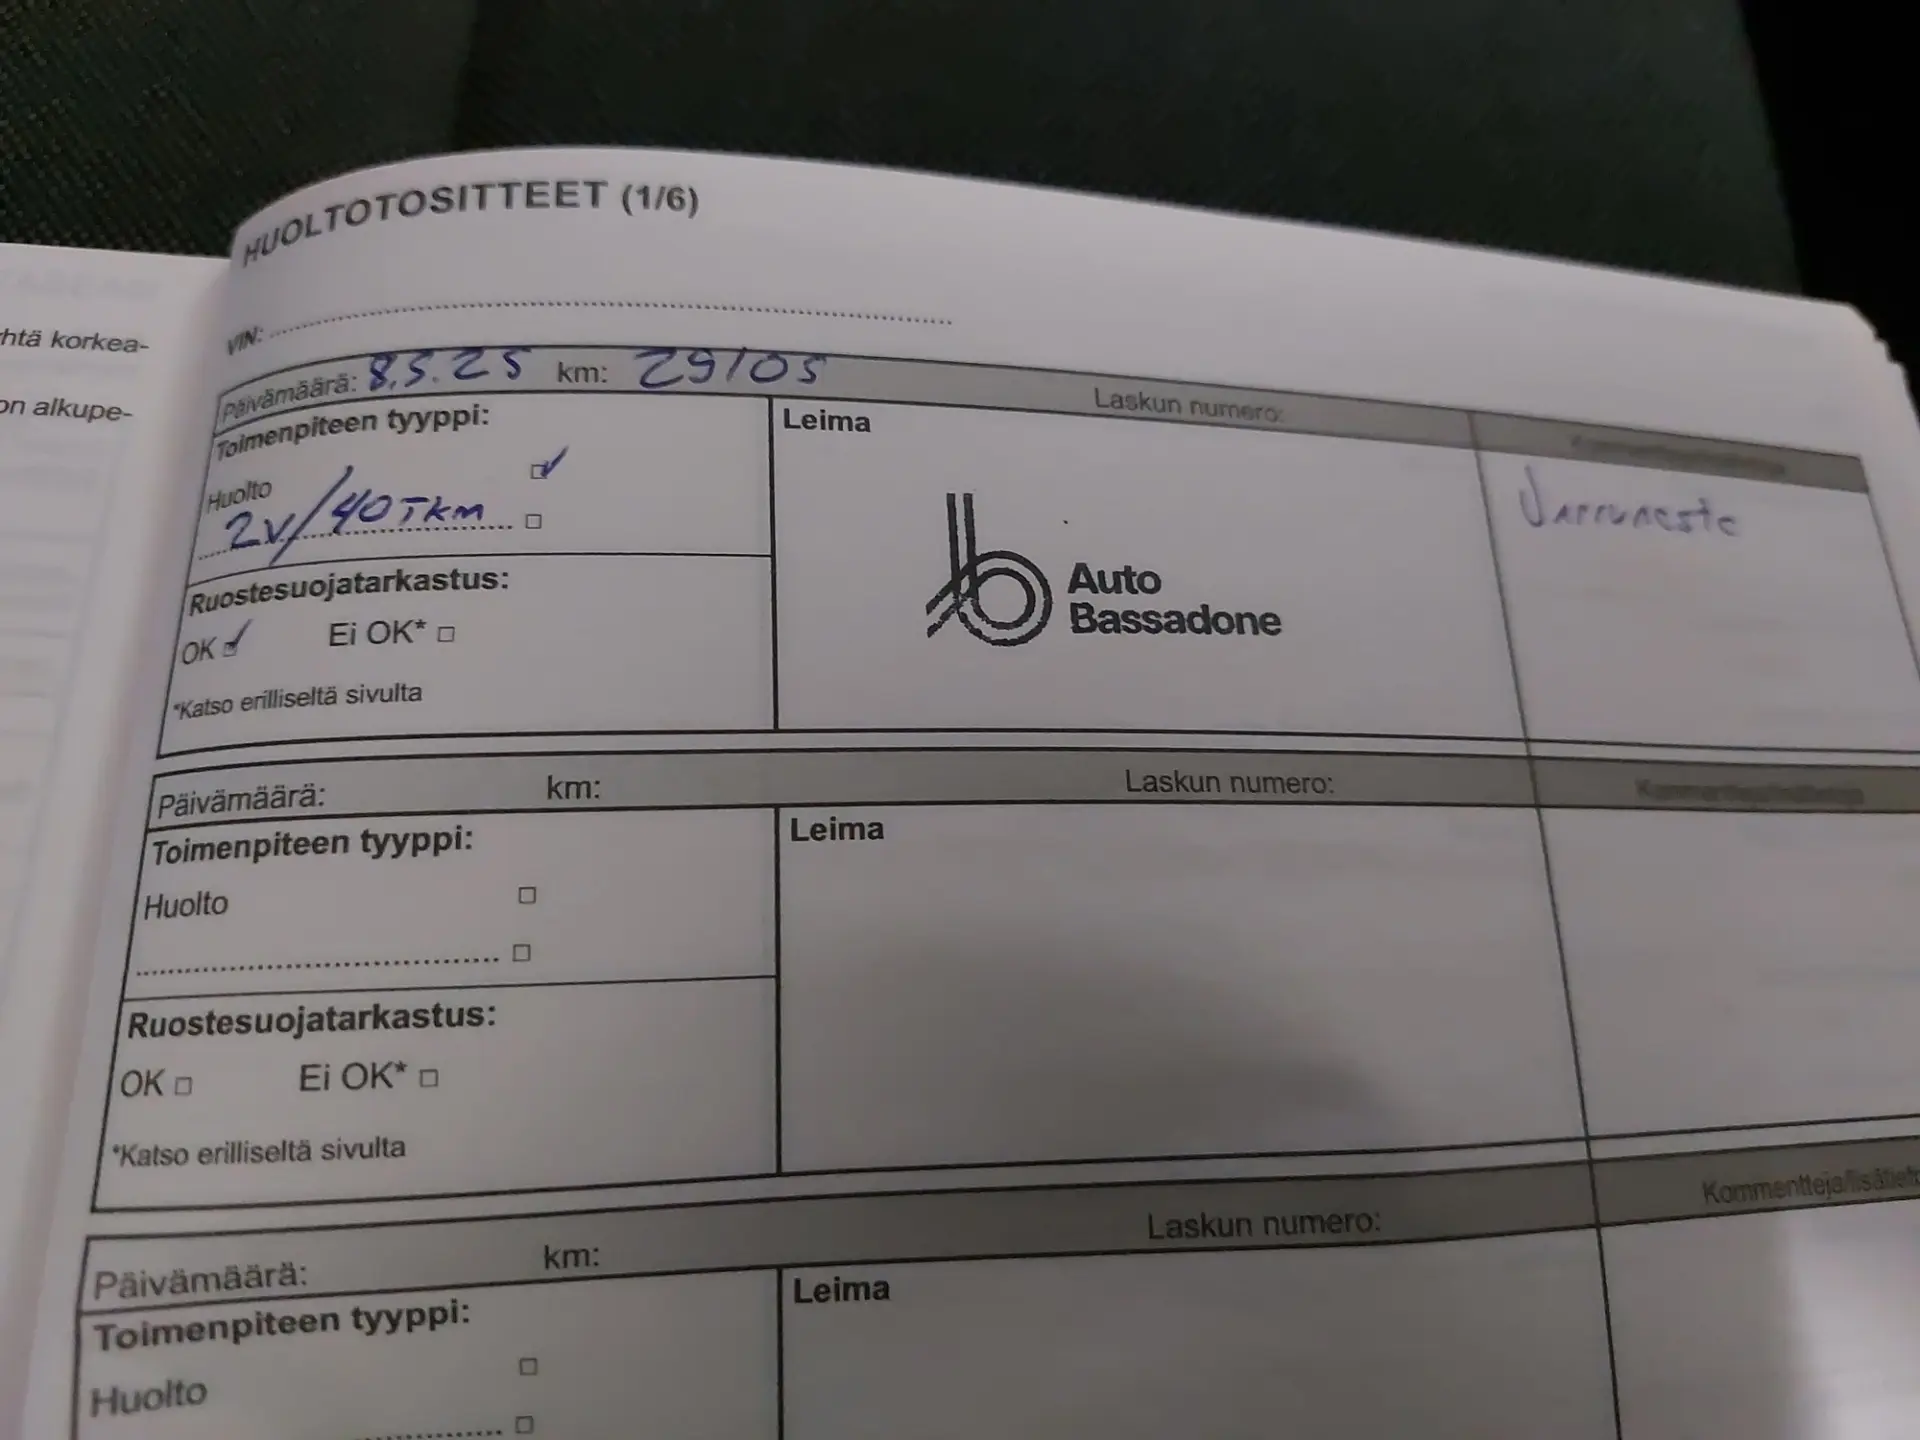 HUOLTOTOSITTEET (1/6)
htä korkea-
on alkupe-
VIN:
Päivämäärä: 8.5.25 km: 29105 Laskun numero:
Toimenpiteen tyyppi:
Huolto
2V/40TKM
Ruostesuojatarkastus:
OK Ei OK*
*Katso erilliseltä sivulta
Leima
Auto
Bassadone
Jarruneste
Päivämäärä: km: Laskun numero:
Toimenpiteen tyyppi:
Huolto
Ruostesuojatarkastus:
OK Ei OK*
*Katso erilliseltä sivulta
Leima
Päivämäärä: km: Laskun numero: Kommentteja/lisätieto
Toimenpiteen tyyppi:
Huolto
Leima